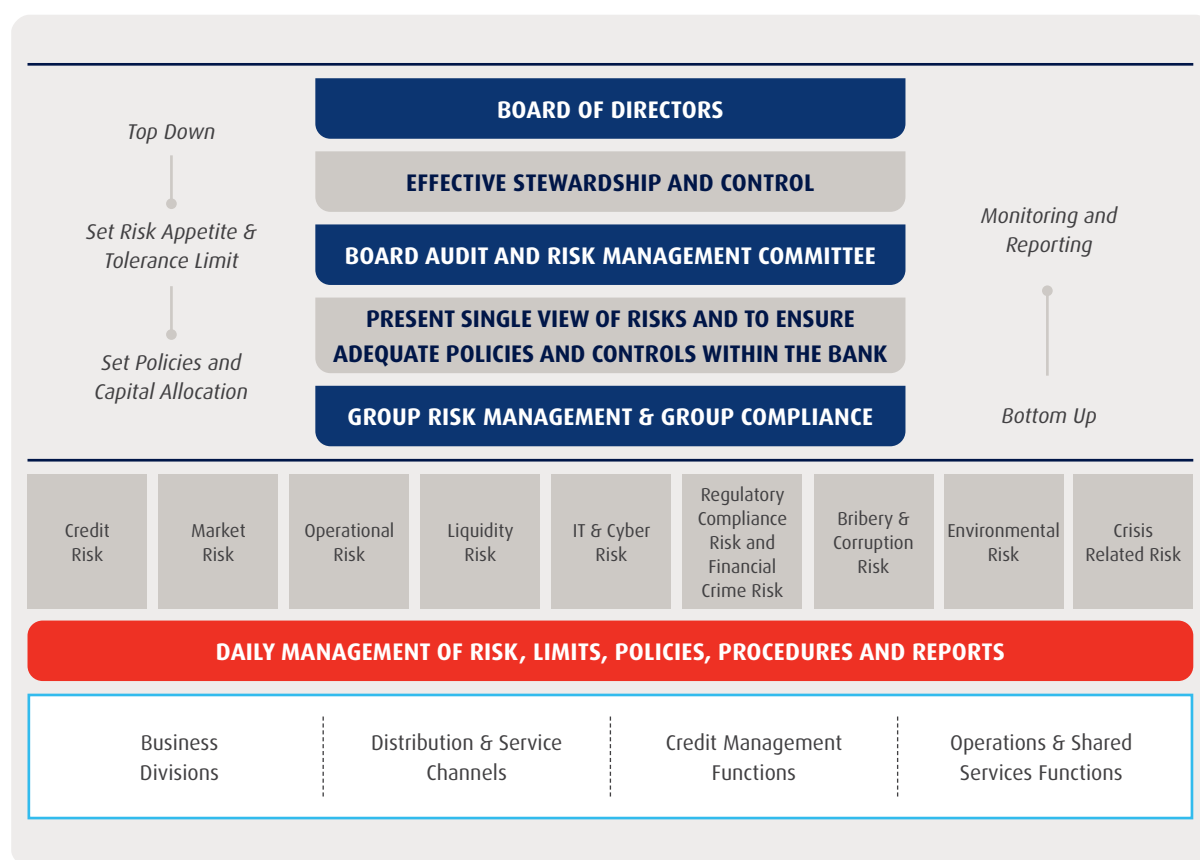 BOARD OF DIRECTORS
Top Down
EFFECTIVE STEWARDSHIP AND CONTROL
Set Risk Appetite &
Tolerance Limit
Monitoring and
Reporting
BOARD AUDIT AND RISK MANAGEMENT COMMITTEE
PRESENT SINGLE VIEW OF RISKS AND TO ENSURE
ADEQUATE POLICIES AND CONTROLS WITHIN THE BANK
Set Policies and
Capital Allocation
GROUP RISK MANAGEMENT & GROUP COMPLIANCE
Bottom Up
Credit
Risk
Market
Risk
Operational
Risk
Liquidity
Risk
IT & Cyber
Risk
Regulatory
Compliance
Risk and
Financial
Crime Risk
Bribery &
Corruption
Risk
Environmental
Risk
Crisis
Related Risk
DAILY MANAGEMENT OF RISK, LIMITS, POLICIES, PROCEDURES AND REPORTS
Business
Divisions
Distribution & Service
Channels
Credit Management
Functions
Operations & Shared
Services Functions